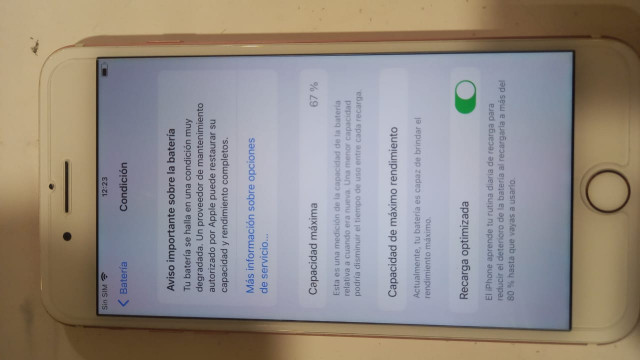 Sin SIM 12:23
Batería Condición
Aviso importante sobre la batería
Tu batería se halla en una condición muy
degradada. Un proveedor de mantenimiento
autorizado por Apple puede restaurar su
capacidad y rendimiento completos.
Más información sobre opciones
de servicio...
Capacidad máxima 67 %
Esta es una medición de la capacidad de la batería
relativa a cuando era nueva. Una menor capacidad
podría disminuir el tiempo de uso entre cada recarga.
Capacidad de máximo rendimiento
Actualmente, tu batería es capaz de brindar el
rendimiento máximo.
Recarga optimizada
El iPhone aprende tu rutina diaria de recarga para
reducir el deterioro de la batería al recargarla a más del
80 % hasta que vayas a usarlo.